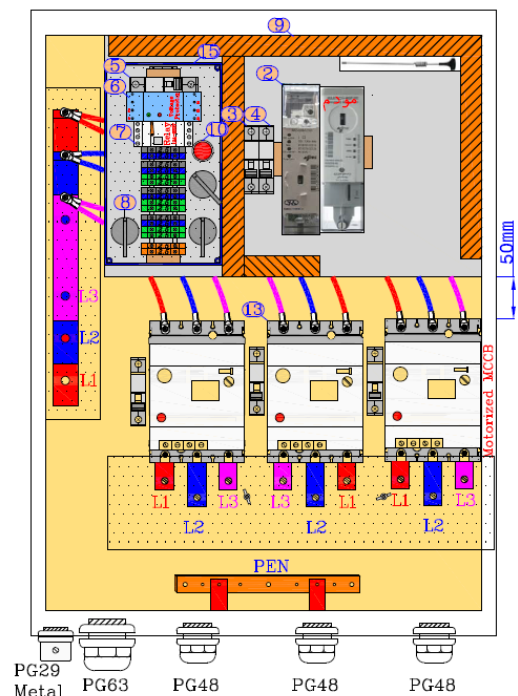 9
15
5
2
6
مودم
3
4
7
10
8
50mm
L3
L2
L1
13
Motorized MCCB
L1
L3
L3
L1
L1
L3
L2
L2
L2
PEN
PG29
Metal
PG63
PG48
PG48
PG48